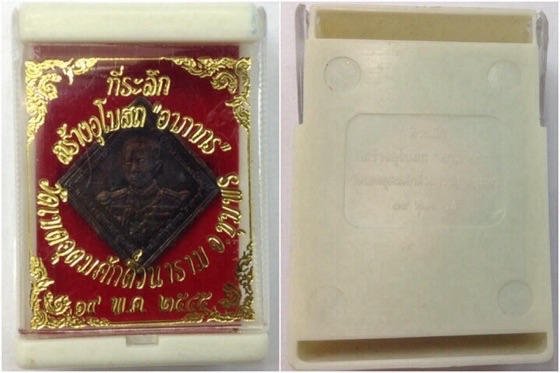 ที่ระลึก
สร้างอุโบสถ "อาภากร"
วัดเขตอุดมศักดิ์วนาราม จ.ชุมพร
๑๙ พ.ค. ๒๕๔๕